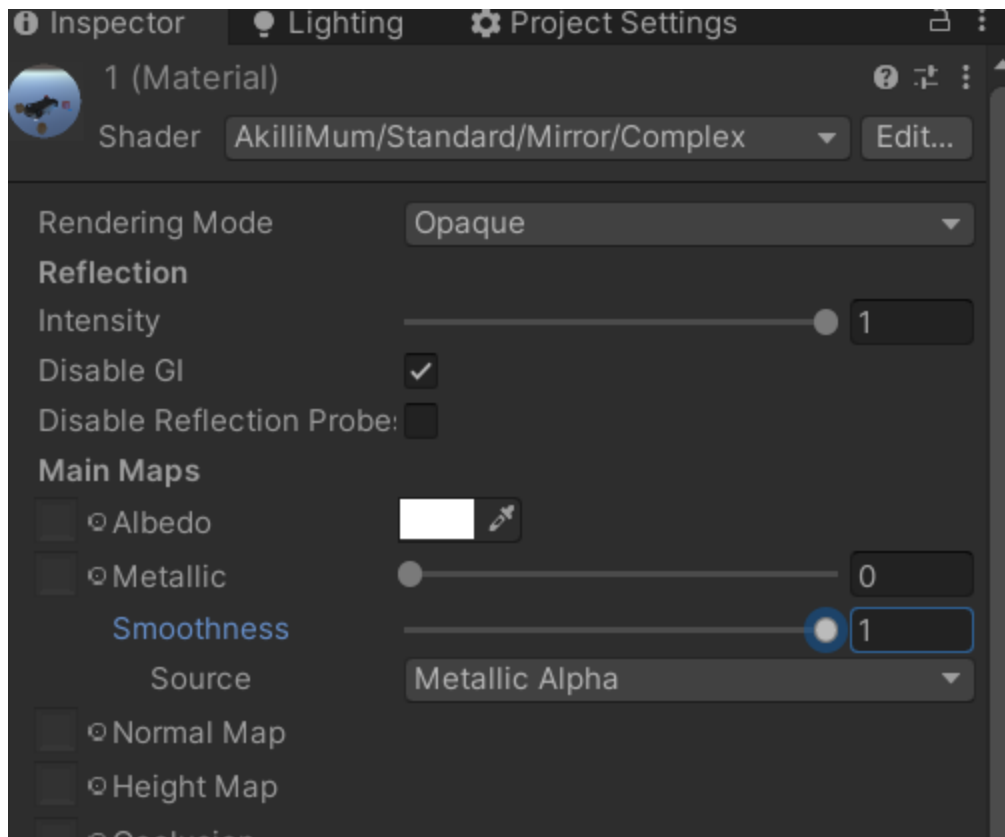 Inspector Lighting Project Settings
1 (Material)
Shader AkilliMum/Standard/Mirror/Complex Edit...
Rendering Mode Opaque
Reflection
Intensity 1
Disable GI
Disable Reflection Probe
Main Maps
Albedo
Metallic 0
Smoothness 1
Source Metallic Alpha
Normal Map
Height Map